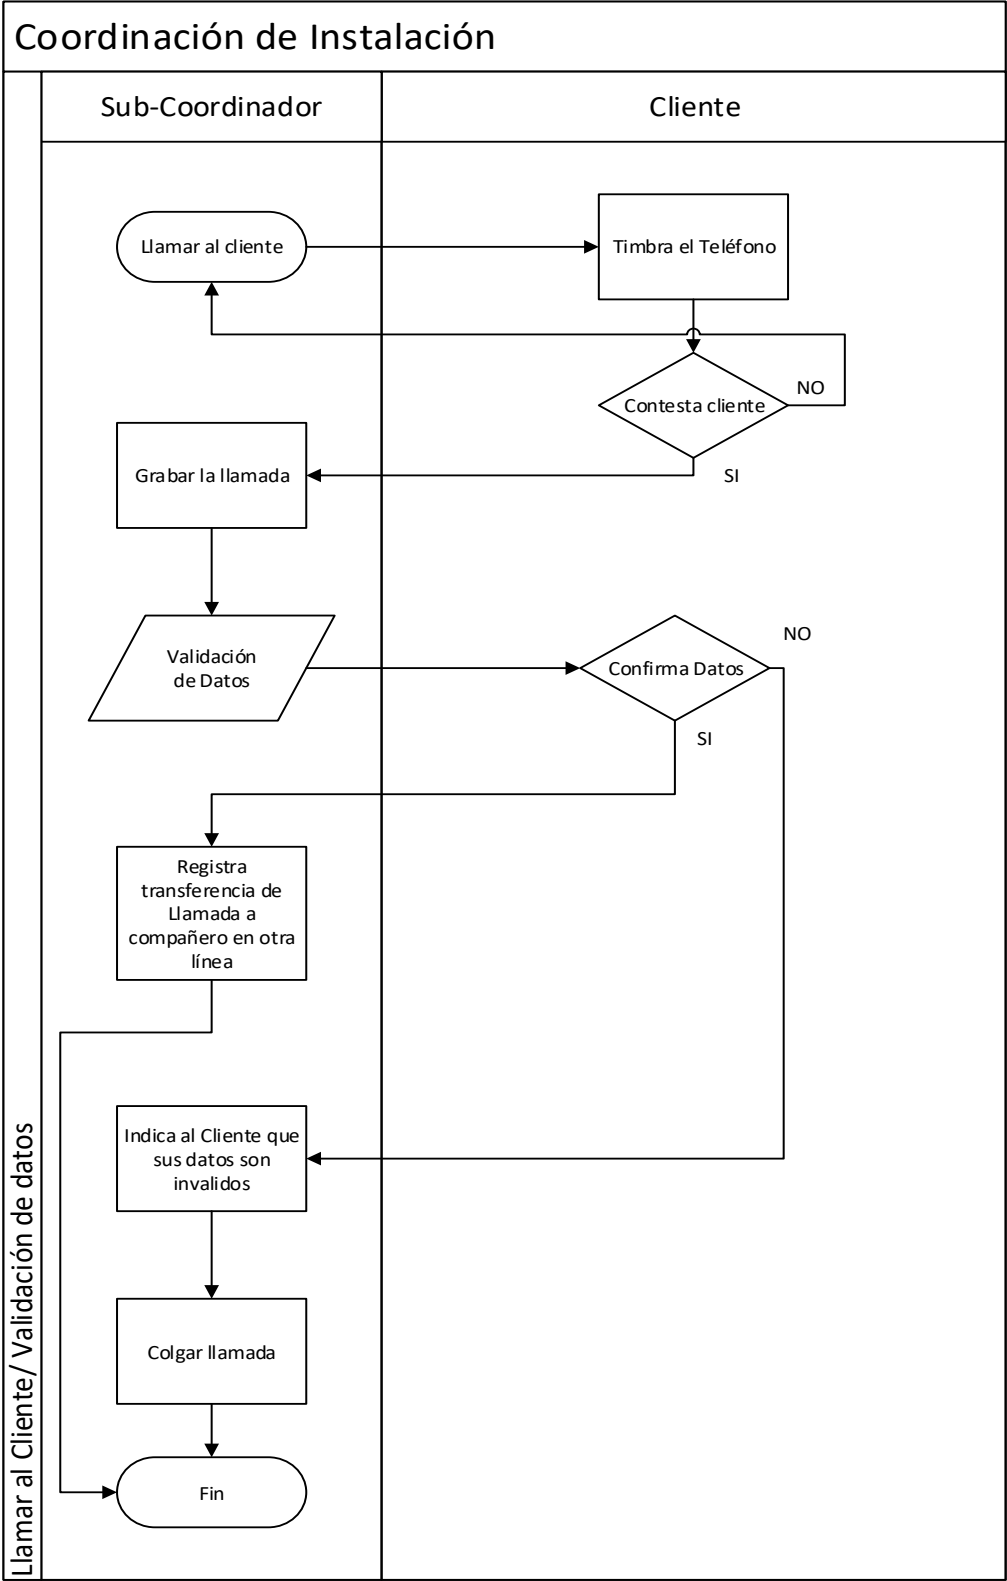 Coordinación de Instalación
Sub-Coordinador
Cliente
Llamar al cliente
Timbra el Teléfono
Contesta cliente
NO
SI
Grabar la llamada
Validación
de Datos
Confirma Datos
NO
SI
Registra
transferencia de
Llamada a
compañero en otra
línea
Indica al Cliente que
sus datos son
invalidos
Colgar llamada
Fin
Llamar al Cliente/ Validación de datos